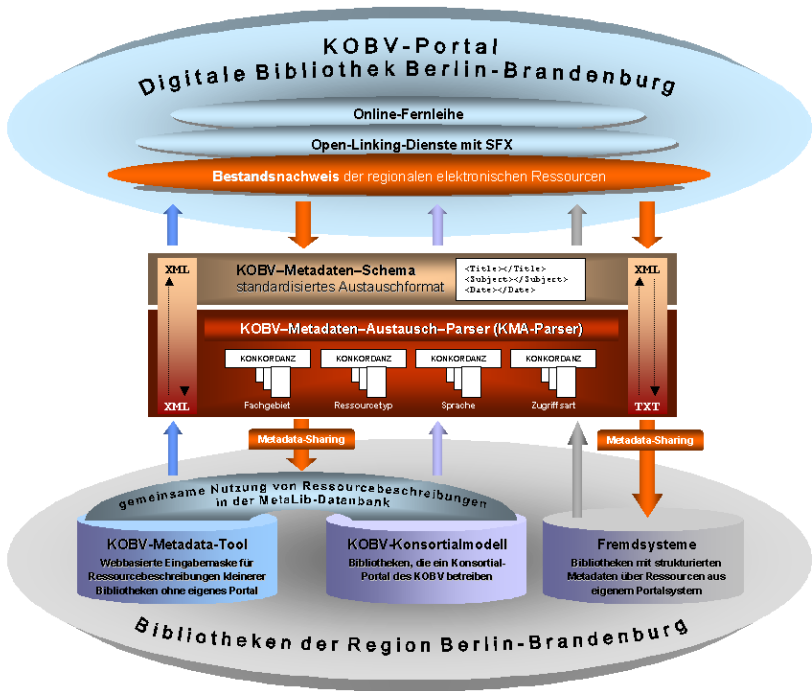 KOBV-Portal
Digitale Bibliothek Berlin-Brandenburg
Online-Fernleihe
Open-Linking-Dienste mit SFX
Bestandsnachweis der regionalen elektronischen Ressourcen
XML
KOBV–Metadaten–Schema
standardisiertes Austauschformat
<Title></Title>
<Subject></Subject>
<Date></Date>
XML
KOBV–Metadaten–Austausch–Parser (KMA-Parser)
KONKORDANZ
KONKORDANZ
KONKORDANZ
KONKORDANZ
Fachgebiet
Ressourcetyp
Sprache
Zugriffsart
XML
TXT
Metadata-Sharing
Metadata-Sharing
gemeinsame Nutzung von Ressourcebeschreibungen
in der MetaLib-Datenbank
KOBV-Metadata-Tool
Webbasierte Eingabemaske für
Ressourcebeschreibungen kleinerer
Bibliotheken ohne eigenes Portal
KOBV-Konsortialmodell
Bibliotheken, die ein Konsortial-
Portal des KOBV betreiben
Fremdsysteme
Bibliotheken mit strukturierten
Metadaten über Ressourcen aus
eigenem Portalsystem
Bibliotheken der Region Berlin-Brandenburg